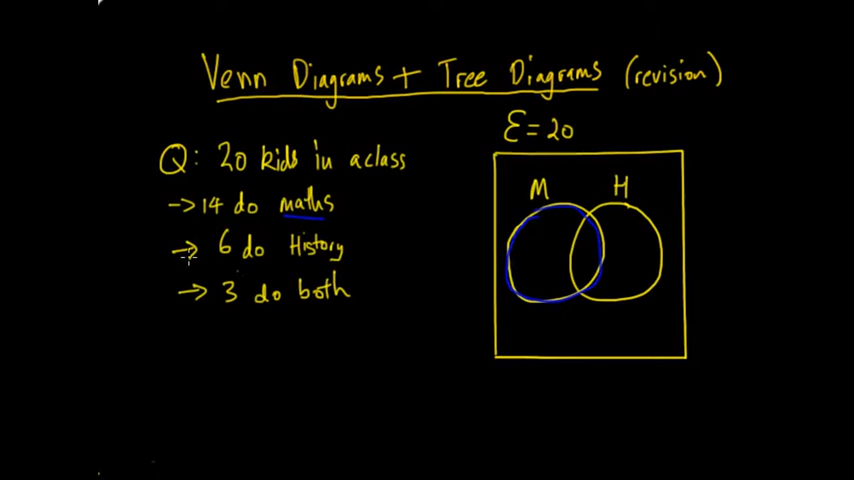 Venn Diagrams + Tree Diagrams (revision)
Q: 20 kids in a class
→ 14 do maths
→ 6 do History
→ 3 do both
ℰ = 20
M H